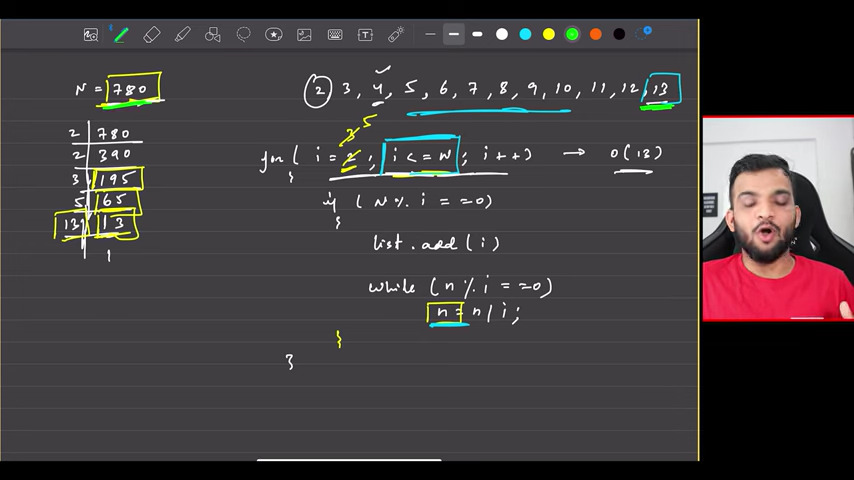 N = 780
2 780
2 390
3 195
5 65
13 13
1
2, 3, 4, 5, 6, 7, 8, 9, 10, 11, 12, 13
3 5
for( i = 2 ; i <= N ; i++) → O(13)
{
if ( N % i == 0)
{
list.add(i)
while (n % i == 0)
n = n / i ;
}
}